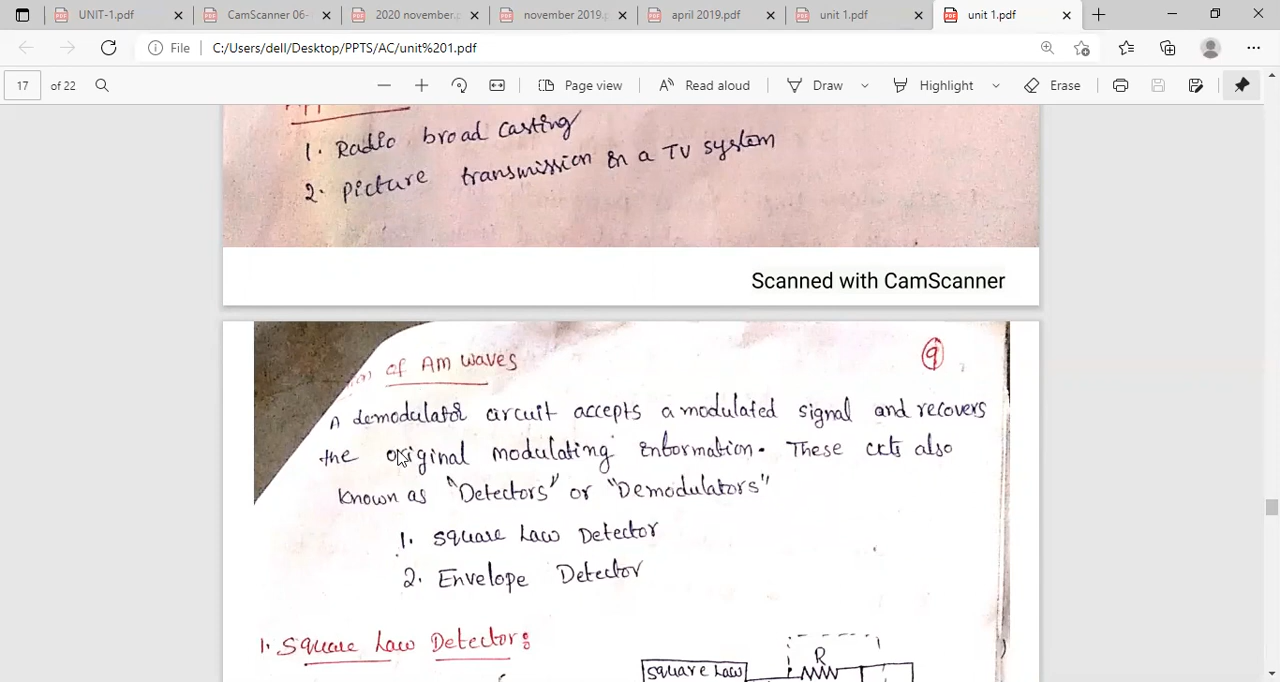 UNIT-1.pdf
CamScanner 06-
2020 november.
november 2019.p
april 2019.pdf
unit 1.pdf
unit 1.pdf
File C:/Users/dell/Desktop/PPTS/AC/unit%201.pdf
17 of 22 Page view Read aloud Draw Highlight Erase
1. Radio broad casting
2. picture transmission in a TV system
Scanned with CamScanner
of AM waves
9
A demodulator circuit accepts a modulated signal and recovers
the original modulating information. These ckts also
known as "Detectors" or "Demodulators"
1. Square Law Detector
2. Envelope Detector
1. Square Law Detector:
R
Square Law